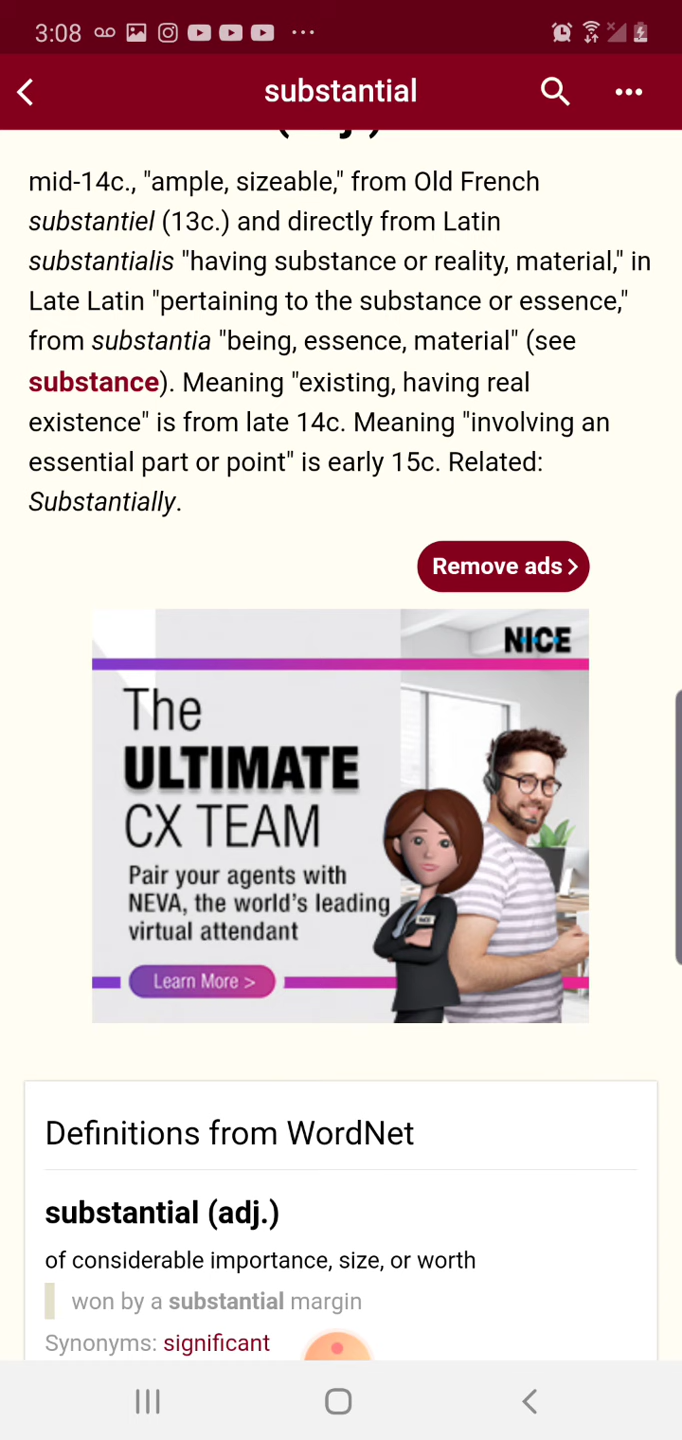 3:08
substantial
mid-14c., "ample, sizeable," from Old French
substantiel (13c.) and directly from Latin
substantialis "having substance or reality, material," in
Late Latin "pertaining to the substance or essence,"
from substantia "being, essence, material" (see
substance). Meaning "existing, having real
existence" is from late 14c. Meaning "involving an
essential part or point" is early 15c. Related:
Substantially.
Remove ads >
NICE
The
ULTIMATE
CX TEAM
Pair your agents with
NEVA, the world's leading
virtual attendant
Learn More >
Definitions from WordNet
substantial (adj.)
of considerable importance, size, or worth
won by a substantial margin
Synonyms: significant